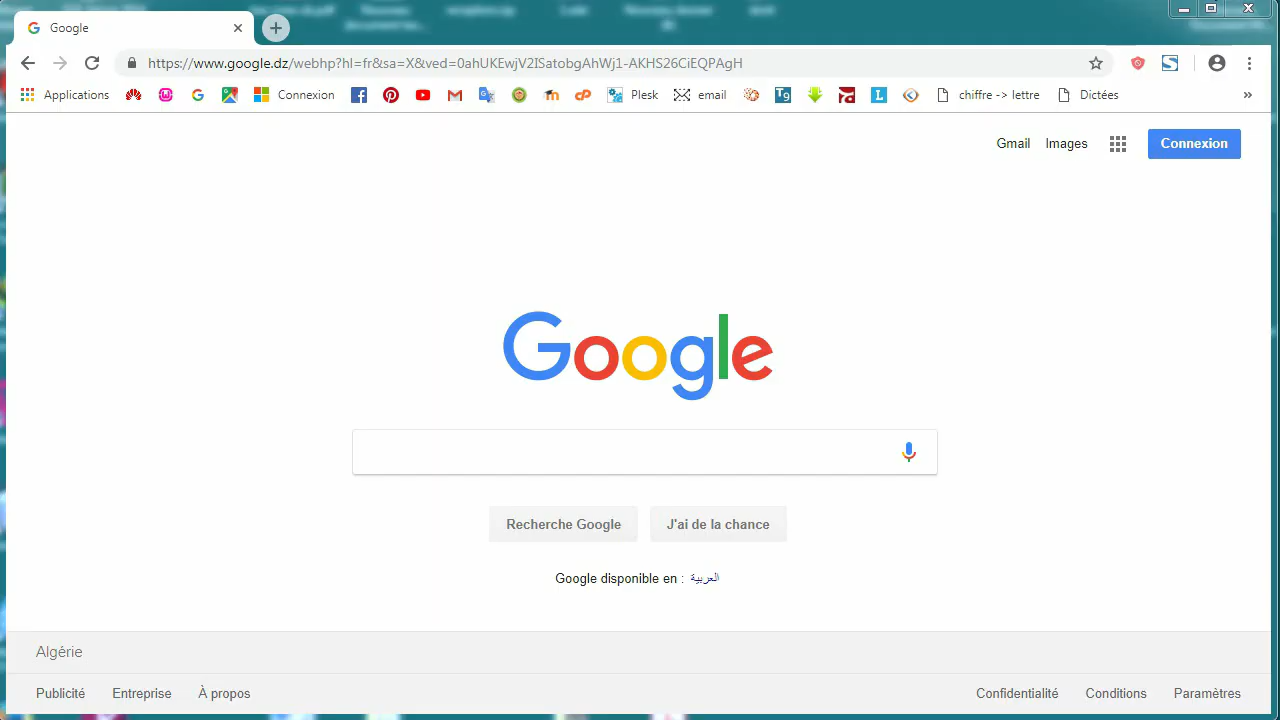 Google
https://www.google.dz/webhp?hl=fr&sa=X&ved=0ahUKEwjV2ISatobgAhWj1-AKHS26CiEQPAgH
Applications Connexion Plesk email chiffre -> lettre Dictées »
Gmail Images Connexion
Google
Recherche Google J'ai de la chance
Google disponible en : العربية
Algérie
Publicité Entreprise À propos Confidentialité Conditions Paramètres